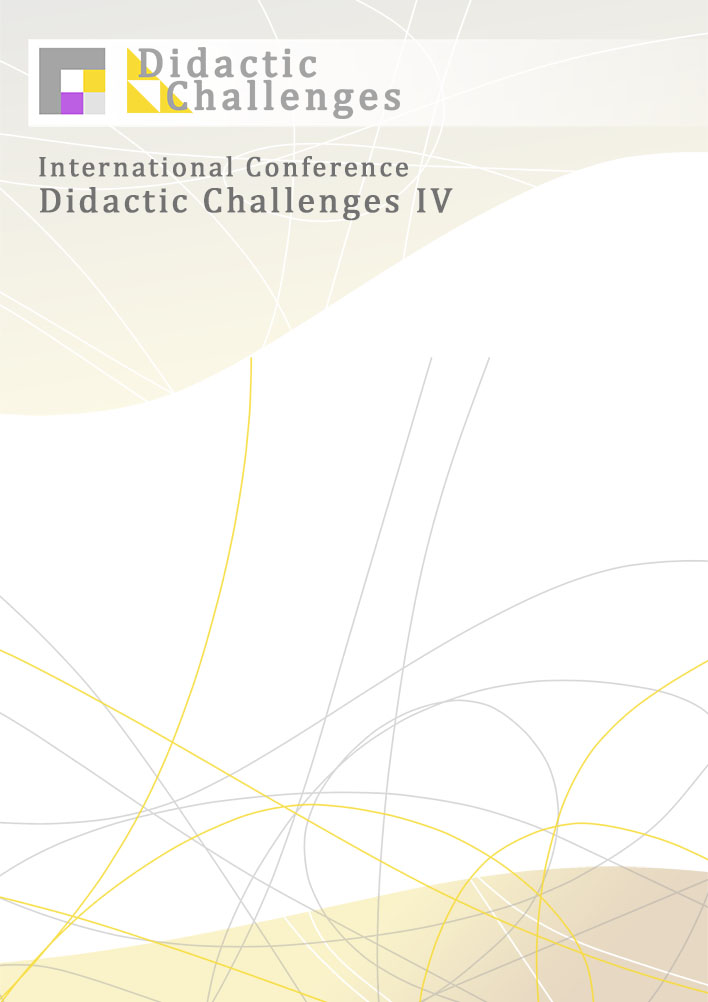 Didactic
Challenges
International Conference
Didactic Challenges IV